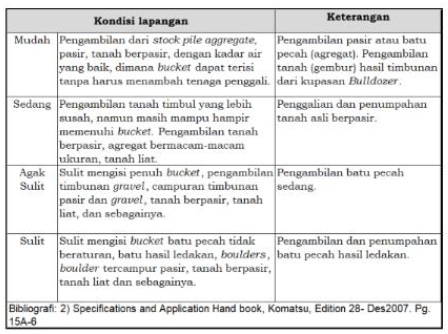 Kondisi lapangan
Keterangan
Mudah
Pengambilan dari stock pile aggregate,
pasir, tanah berpasir, dengan kadar air
yang baik, dimana bucket dapat terisi
tanpa harus menambah tenaga penggali.
Pengambilan pasir atau batu
pecah (agregat). Pengambilan
tanah (gembur) hasil timbunan
dari kupasan Bulldozer.
Sedang
Pengambilan tanah timbul yang lebih
susah, namun masih mampu hampir
memenuhi bucket. Pengambilan tanah
berpasir, agregat bermacam-macam
ukuran, tanah liat.
Penggalian dan penumpahan
tanah asli berpasir.
Agak
Sulit
Sulit mengisi penuh bucket, pengambilan
timbunan gravel, campuran timbunan
pasir dan gravel, tanah berpasir, tanah
liat, dan sebagainya.
Pengambilan batu pecah
sedang.
Sulit
Sulit mengisi bucket batu pecah tidak
beraturan, batu hasil ledakan, boulders,
boulder tercampur pasir, tanah berpasir,
tanah liat dan sebagainya.
Pengambilan dan penumpahan
batu pecah hasil ledakan.
Bibliografi: 2) Specifications and Application Hand book, Komatsu, Edition 28- Des2007. Pg.
15A-6